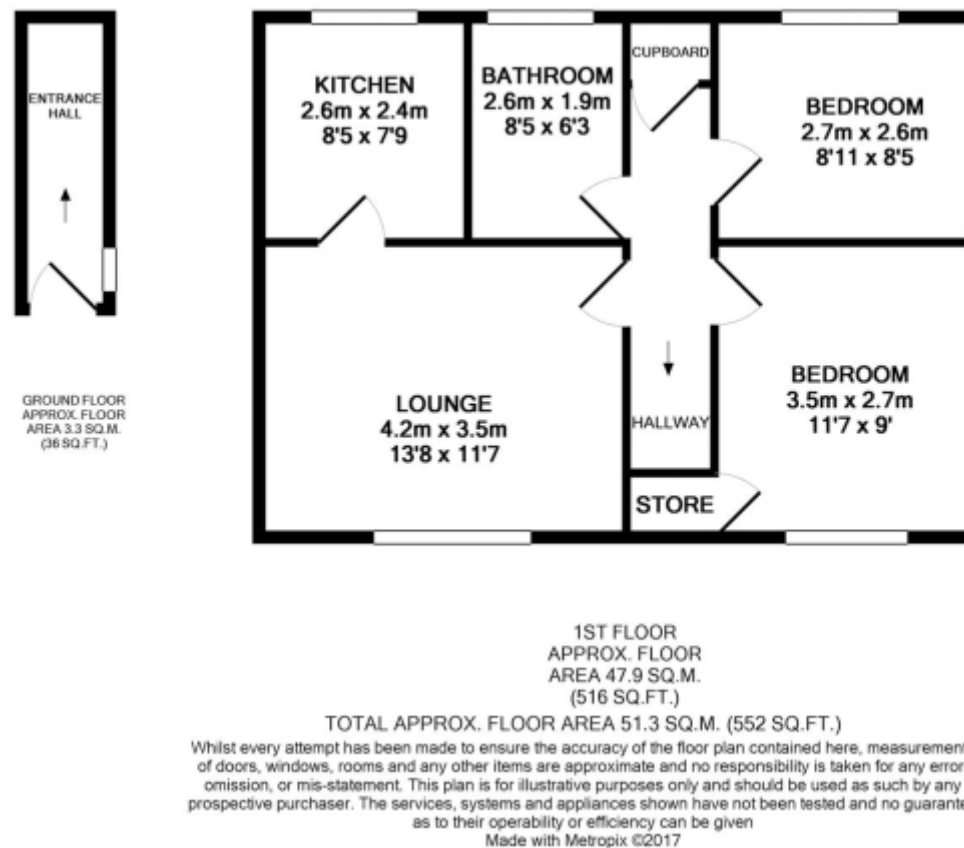 ENTRANCE
HALL
GROUND FLOOR
APPROX. FLOOR
AREA 3.3 SQ.M.
(36 SQ.FT.)
KITCHEN
2.6m x 2.4m
8'5 x 7'9
BATHROOM
2.6m x 1.9m
8'5 x 6'3
CUPBOARD
BEDROOM
2.7m x 2.6m
8'11 x 8'5
LOUNGE
4.2m x 3.5m
13'8 x 11'7
HALLWAY
STORE
BEDROOM
3.5m x 2.7m
11'7 x 9'
1ST FLOOR
APPROX. FLOOR
AREA 47.9 SQ.M.
(516 SQ.FT.)
TOTAL APPROX. FLOOR AREA 51.3 SQ.M. (552 SQ.FT.)
Whilst every attempt has been made to ensure the accuracy of the floor plan contained here, measurement
of doors, windows, rooms and any other items are approximate and no responsibility is taken for any error
omission, or mis-statement. This plan is for illustrative purposes only and should be used as such by any
prospective purchaser. The services, systems and appliances shown have not been tested and no guarante
as to their operability or efficiency can be given
Made with Metropix ©2017